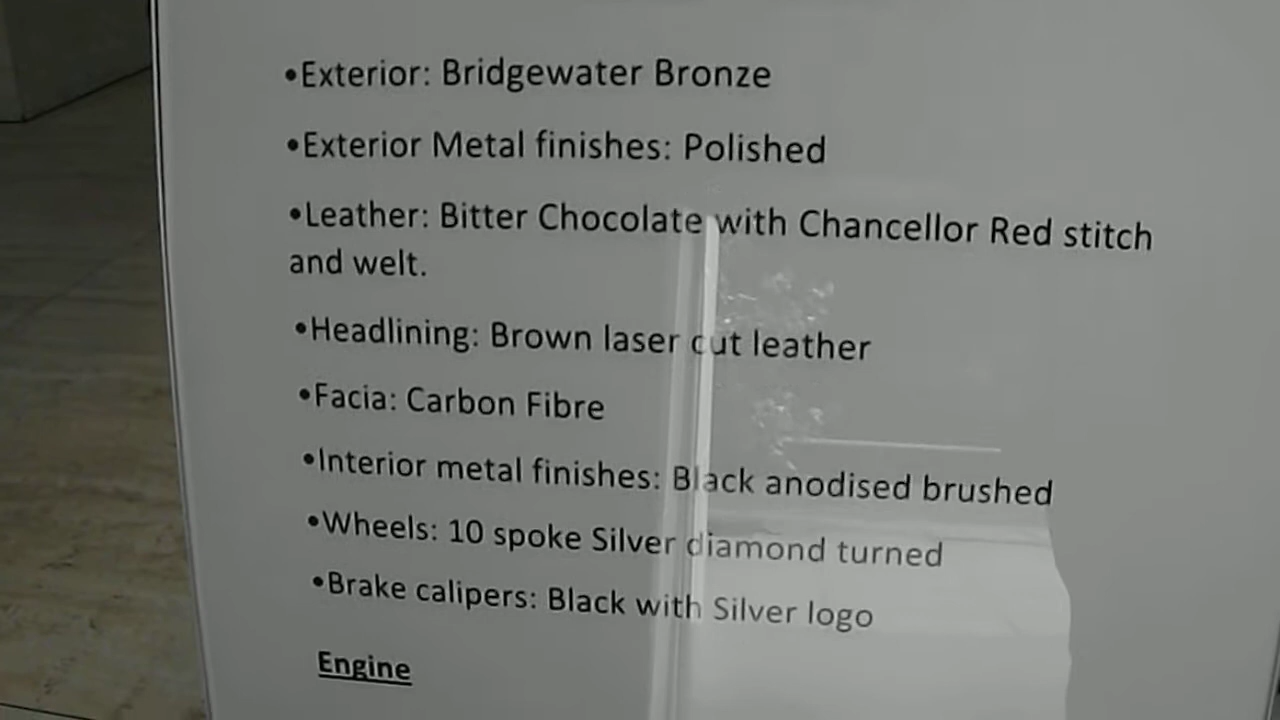 •Exterior: Bridgewater Bronze
•Exterior Metal finishes: Polished
•Leather: Bitter Chocolate with Chancellor Red stitch
and welt.
•Headlining: Brown laser cut leather
•Facia: Carbon Fibre
•Interior metal finishes: Black anodised brushed
•Wheels: 10 spoke Silver diamond turned
•Brake calipers: Black with Silver logo
Engine